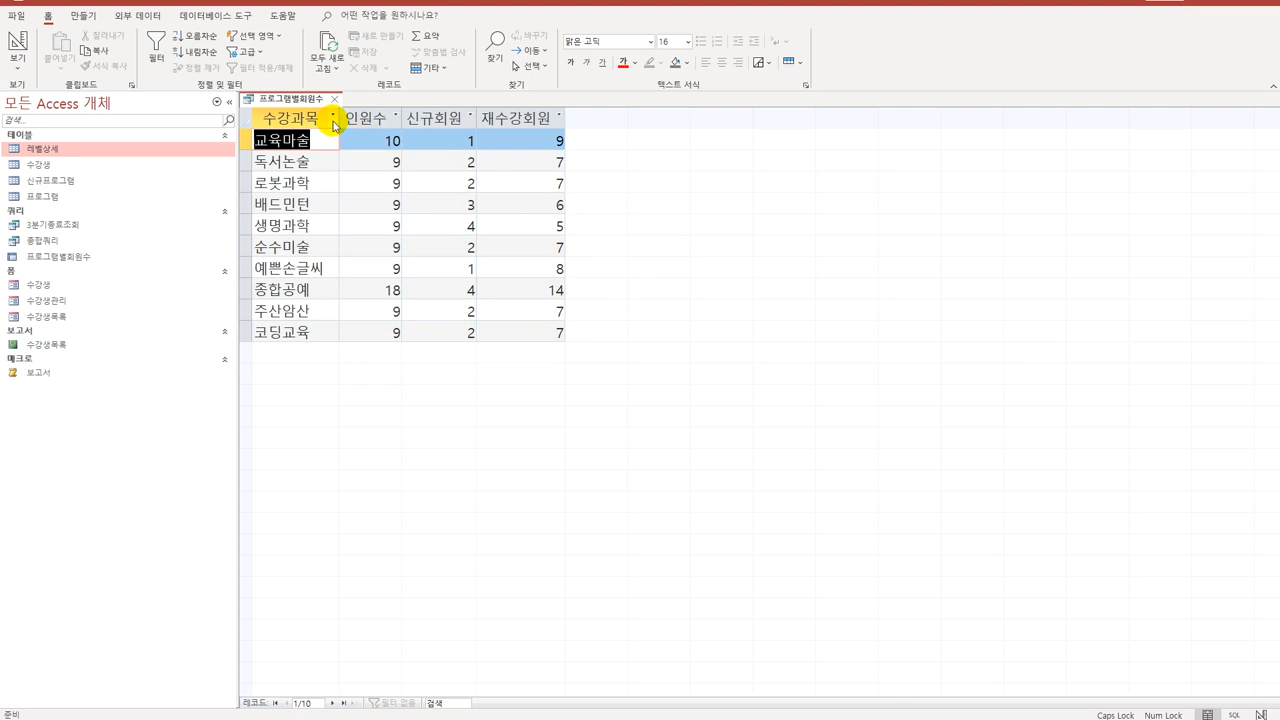 파일 홈 만들기 외부 데이터 데이터베이스 도구 도움말 어떤 작업을 원하시나요?
보기
붙여넣기
잘라내기
복사
서식 복사
클립보드
필터
오름차순
내림차순
정렬 제거
선택 영역
고급
필터 적용/해제
정렬 및 필터
모두 새로
고침
새로 만들기
저장
삭제
요약
맞춤법 검사
기타
레코드
찾기
바꾸기
이동
선택
찾기
맑은 고딕 16
가 가 가 가
텍스트 서식
모든 Access 개체
검색...
테이블
레벨상세
수강생
신규프로그램
프로그램
쿼리
3분기종료조회
종합쿼리
프로그램별회원수
폼
수강생
수강생관리
수강생목록
보고서
수강생목록
매크로
보고서
프로그램별회원수
수강과목 인원수 신규회원 재수강회원
교육마술 10 1 9
독서논술 9 2 7
로봇과학 9 2 7
배드민턴 9 3 6
생명과학 9 4 5
순수미술 9 2 7
예쁜손글씨 9 1 8
종합공예 18 4 14
주산암산 9 2 7
코딩교육 9 2 7
레코드: 1/10 필터 없음 검색
준비 Caps Lock Num Lock SQL